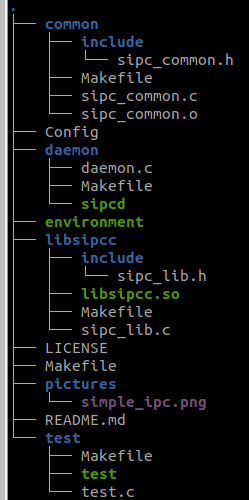 .
├── common
│   ├── include
│   │   └── sipc_common.h
│   ├── Makefile
│   ├── sipc_common.c
│   └── sipc_common.o
├── Config
├── daemon
│   ├── daemon.c
│   ├── Makefile
│   └── sipcd
├── environment
├── libsipcc
│   ├── include
│   │   └── sipc_lib.h
│   ├── libsipcc.so
│   ├── Makefile
│   └── sipc_lib.c
├── LICENSE
├── Makefile
├── pictures
│   └── simple_ipc.png
├── README.md
└── test
    ├── Makefile
    ├── test
    └── test.c